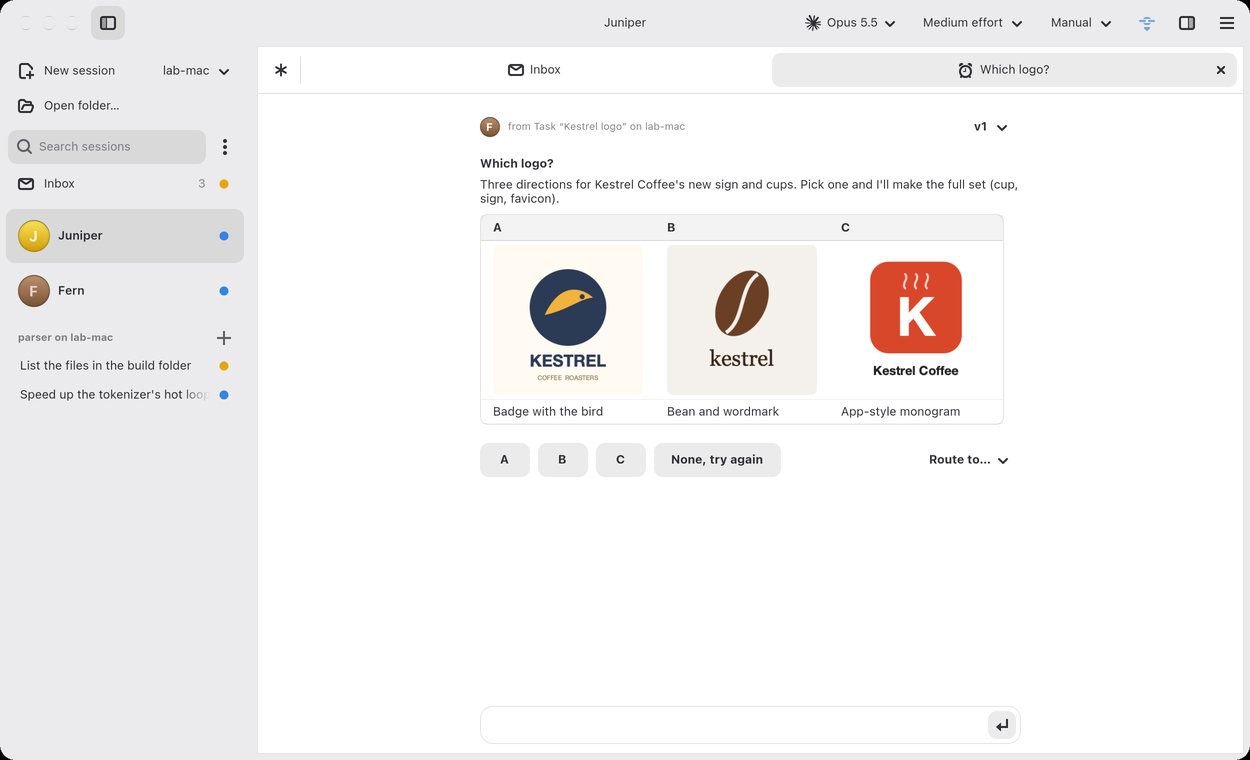 Juniper
Opus 5.5
Medium effort
Manual
New session
lab-mac
Open folder...
Search sessions
Inbox
3
J
Juniper
F
Fern
parser on lab-mac
List the files in the build folder
Speed up the tokenizer's hot loop
Inbox
Which logo?
F
from Task "Kestrel logo" on lab-mac
v1
Which logo?
Three directions for Kestrel Coffee's new sign and cups. Pick one and I'll make the full set (cup,
sign, favicon).
A
B
C
KESTREL
COFFEE ROASTERS
kestrel
K
Kestrel Coffee
Badge with the bird
Bean and wordmark
App-style monogram
A
B
C
None, try again
Route to...